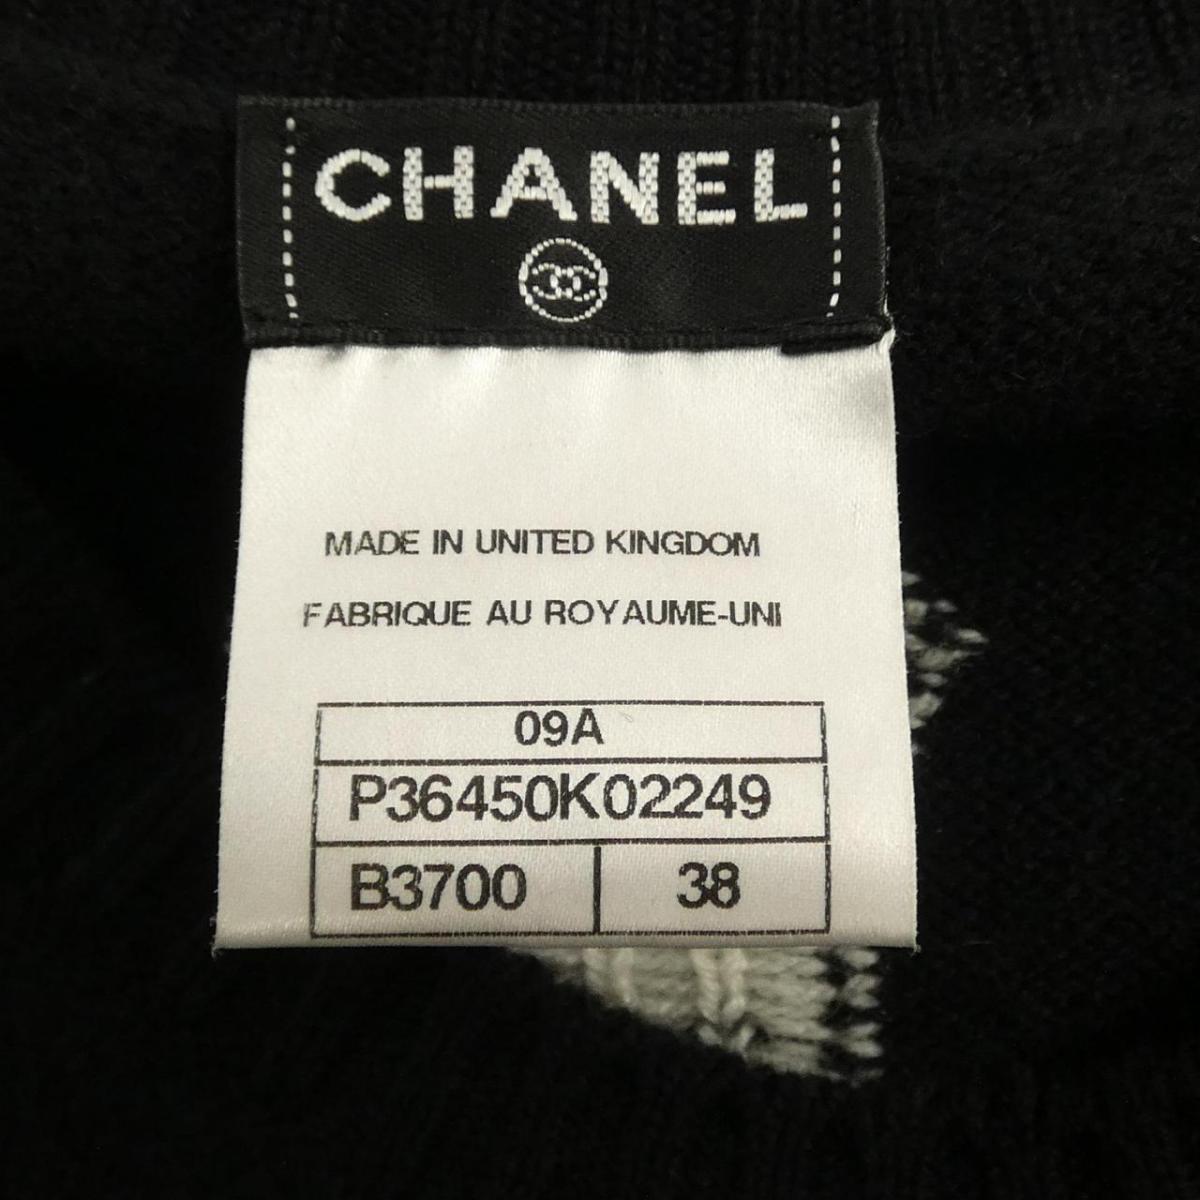 CHANEL
MADE IN UNITED KINGDOM
FABRIQUE AU ROYAUME-UNI
09A
P36450K02249
B3700 38